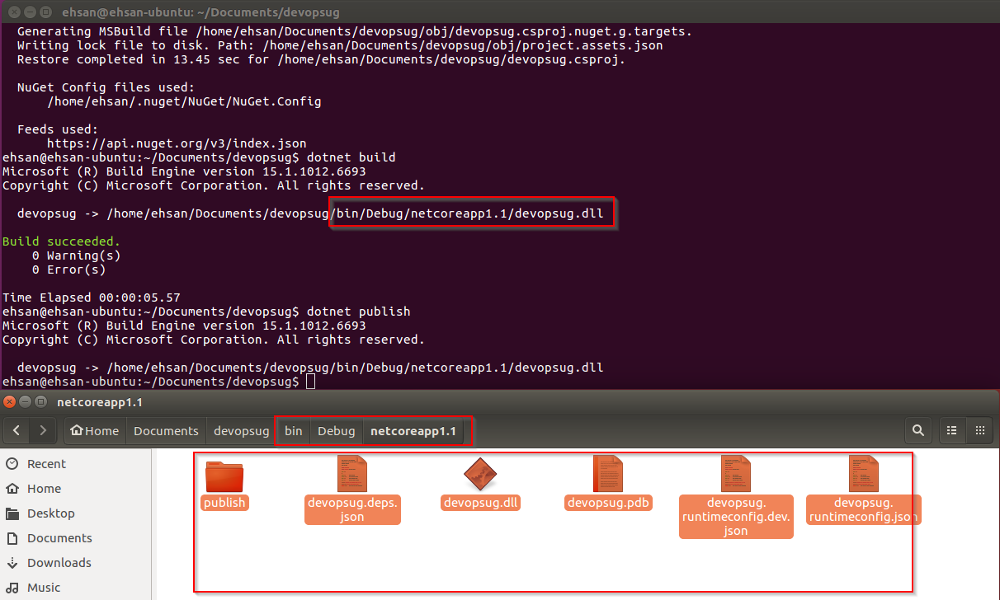 ehsan@ehsan-ubuntu: ~/Documents/devopsug
Generating MSBuild file /home/ehsan/Documents/devopsug/obj/devopsug.csproj.nuget.g.targets.
Writing lock file to disk. Path: /home/ehsan/Documents/devopsug/obj/project.assets.json
Restore completed in 13.45 sec for /home/ehsan/Documents/devopsug/devopsug.csproj.
NuGet Config files used:
/home/ehsan/.nuget/NuGet/NuGet.Config
Feeds used:
https://api.nuget.org/v3/index.json
ehsan@ehsan-ubuntu:~/Documents/devopsug$ dotnet build
Microsoft (R) Build Engine version 15.1.1012.6693
Copyright (C) Microsoft Corporation. All rights reserved.
devopsug -> /home/ehsan/Documents/devopsug/bin/Debug/netcoreapp1.1/devopsug.dll
Build succeeded.
0 Warning(s)
0 Error(s)
Time Elapsed 00:00:05.57
ehsan@ehsan-ubuntu:~/Documents/devopsug$ dotnet publish
Microsoft (R) Build Engine version 15.1.1012.6693
Copyright (C) Microsoft Corporation. All rights reserved.
devopsug -> /home/ehsan/Documents/devopsug/bin/Debug/netcoreapp1.1/devopsug.dll
ehsan@ehsan-ubuntu:~/Documents/devopsug$
netcoreapp1.1
Home Documents devopsug bin Debug netcoreapp1.1
Recent
Home
Desktop
Documents
Downloads
Music
publish
devopsug.deps.
json
devopsug.dll
devopsug.pdb
devopsug.
runtimeconfig.dev.
json
devopsug.
runtimeconfig.json